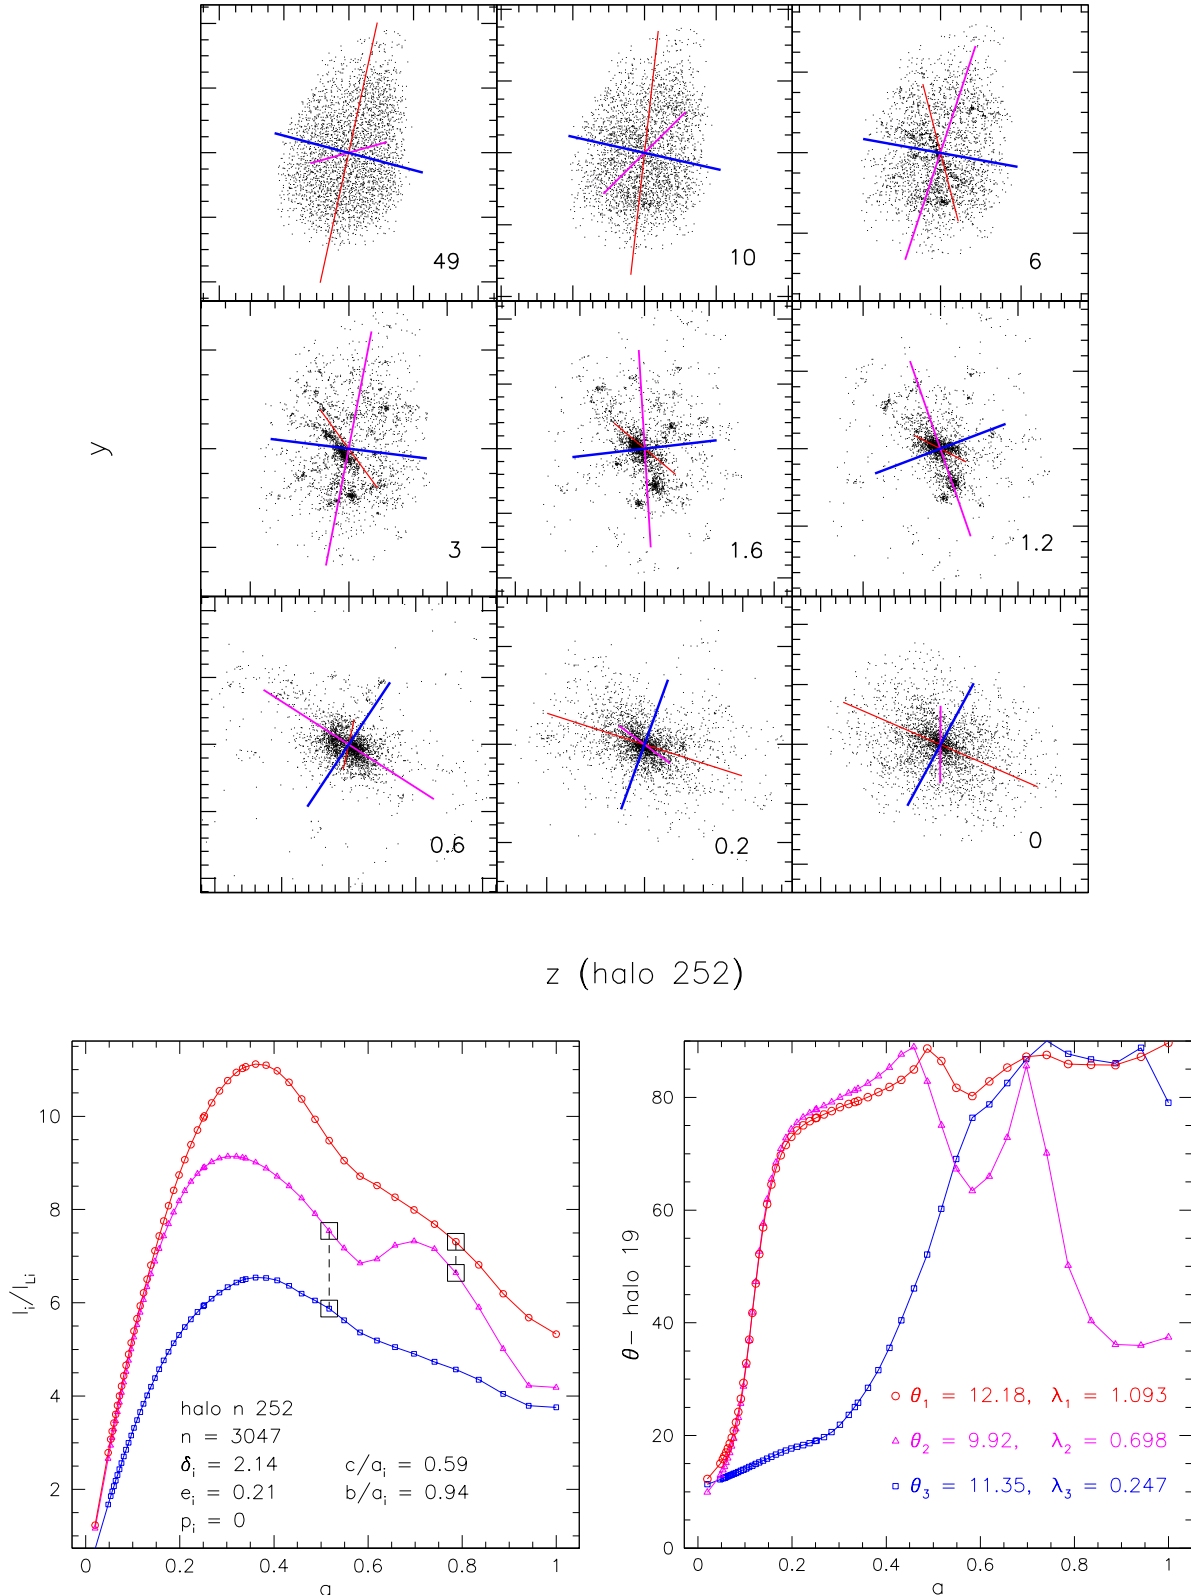 49
10
6
y
3
1.6
1.2
0.6
0.2
0
z (halo 252)
10
8
6
4
2
l_i/l_Li
halo n 252
n = 3047
δ_i = 2.14 c/a_i = 0.59
e_i = 0.21 b/a_i = 0.94
p_i = 0
0 0.2 0.4 0.6 0.8 1
a
80
60
40
20
0
θ– halo 19
θ_1 = 12.18, λ_1 = 1.093
θ_2 = 9.92, λ_2 = 0.698
θ_3 = 11.35, λ_3 = 0.247
0 0.2 0.4 0.6 0.8 1
a